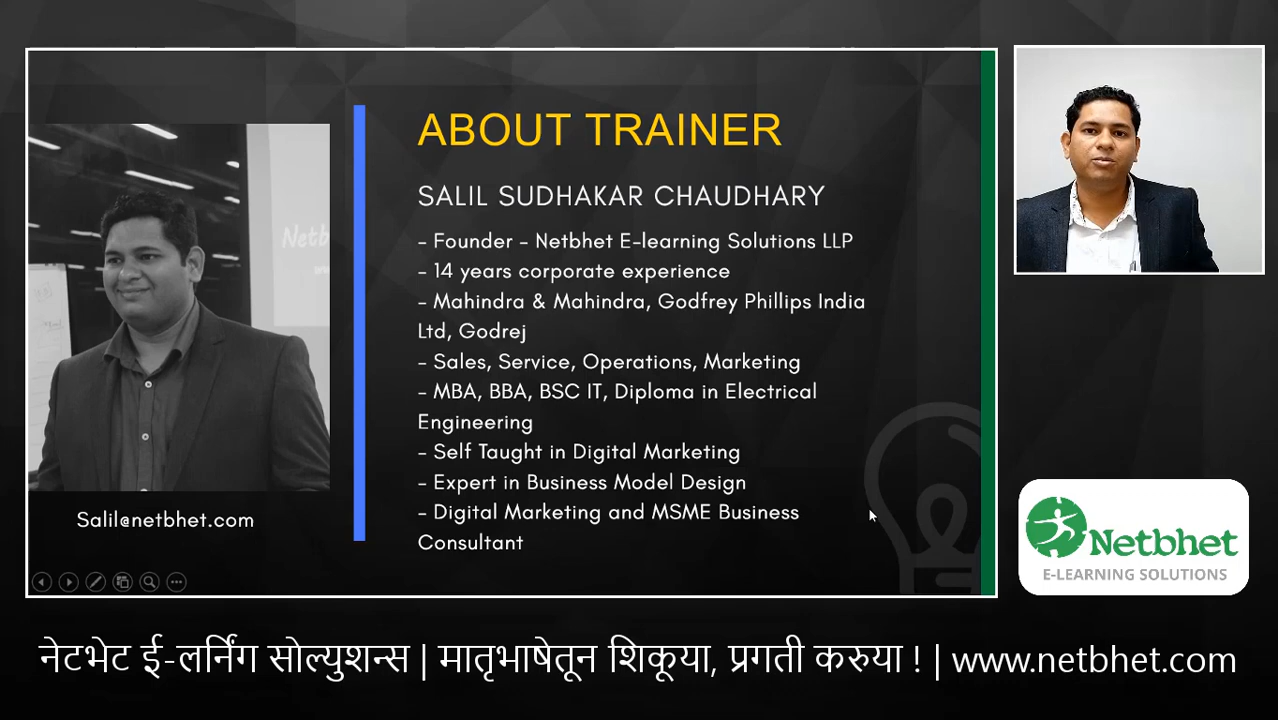 ABOUT TRAINER
SALIL SUDHAKAR CHAUDHARY
- Founder - Netbhet E-learning Solutions LLP
- 14 years corporate experience
- Mahindra & Mahindra, Godfrey Phillips India
Ltd, Godrej
- Sales, Service, Operations, Marketing
- MBA, BBA, BSC IT, Diploma in Electrical
Engineering
- Self Taught in Digital Marketing
- Expert in Business Model Design
- Digital Marketing and MSME Business
Consultant
Netb
Salil@netbhet.com
Netbhet
E-LEARNING SOLUTIONS
नेटभेट ई-लर्निंग सोल्युशन्स | मातृभाषेतून शिकूया, प्रगती करुया ! | www.netbhet.com